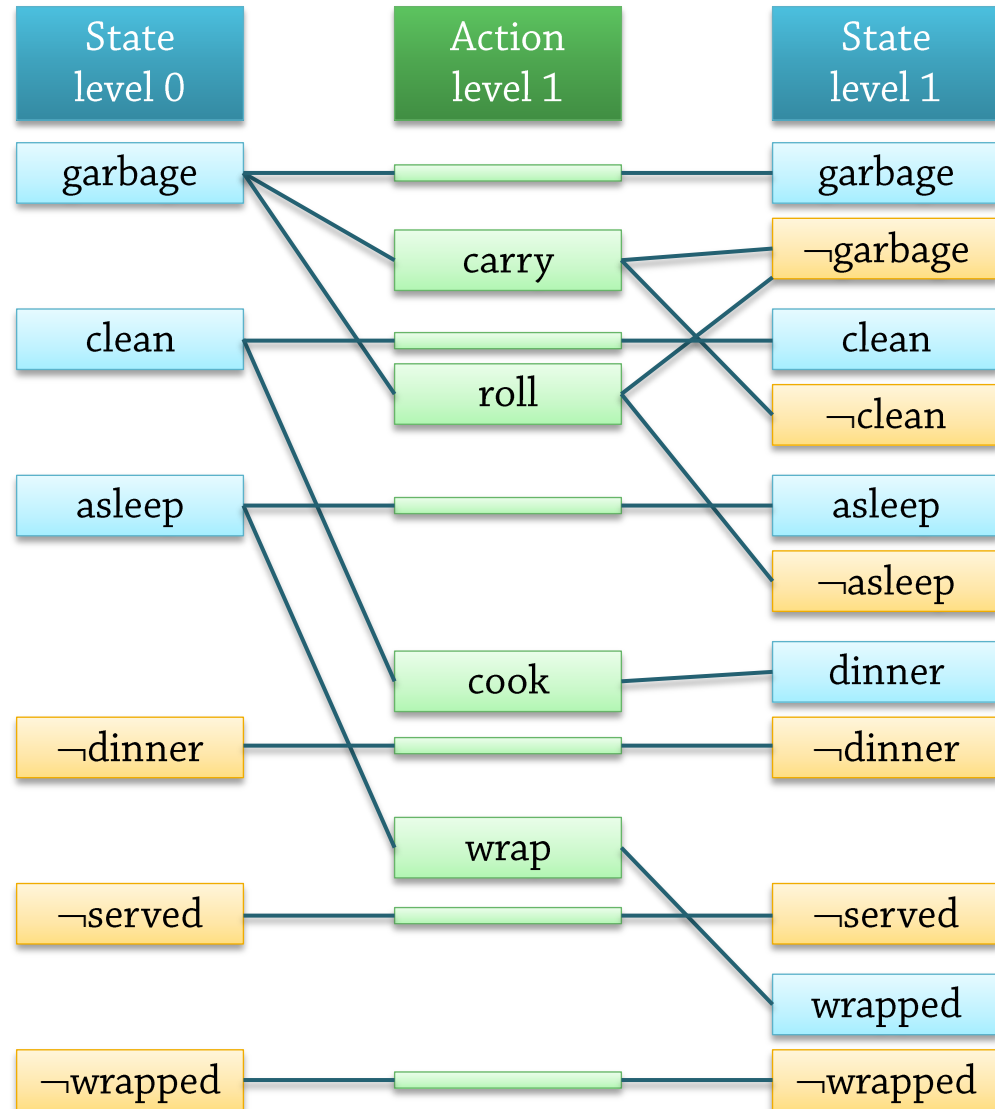 State
level 0
Action
level 1
State
level 1
garbage
garbage
carry
¬garbage
clean
clean
roll
¬clean
asleep
asleep
¬asleep
cook
dinner
¬dinner
¬dinner
wrap
¬served
¬served
wrapped
¬wrapped
¬wrapped